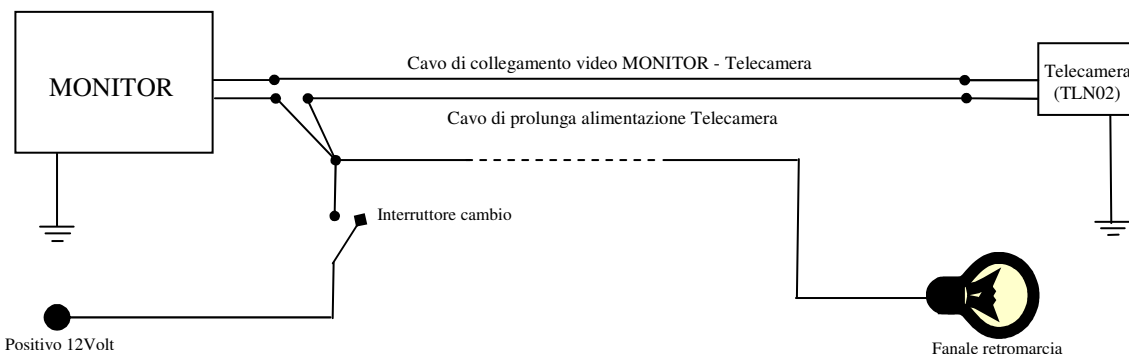 MONITOR
Cavo di collegamento video MONITOR - Telecamera
Telecamera
(TLN02)
Cavo di prolunga alimentazione Telecamera
Interruttore cambio
Positivo 12Volt
Fanale retromarcia